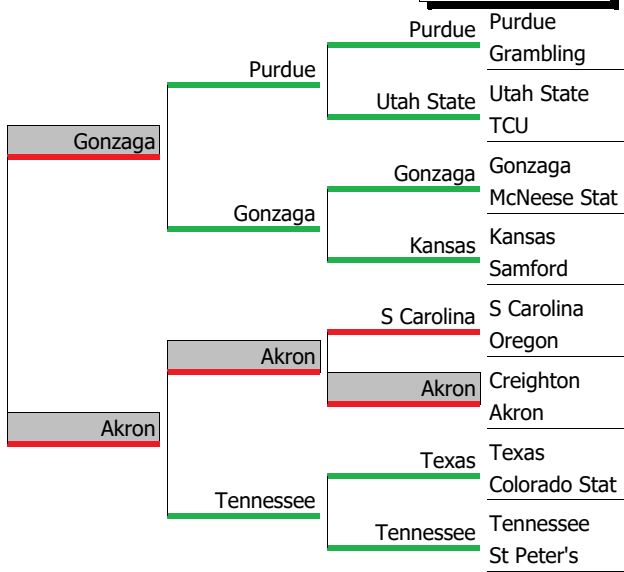 Purdue
Purdue
Grambling
Purdue
Utah State
Utah State
TCU
Gonzaga
Gonzaga
Gonzaga
McNeese Stat
Gonzaga
Kansas
Kansas
Samford
S Carolina
S Carolina
Oregon
Akron
Akron
Creighton
Akron
Akron
Texas
Texas
Colorado Stat
Tennessee
Tennessee
Tennessee
St Peter's